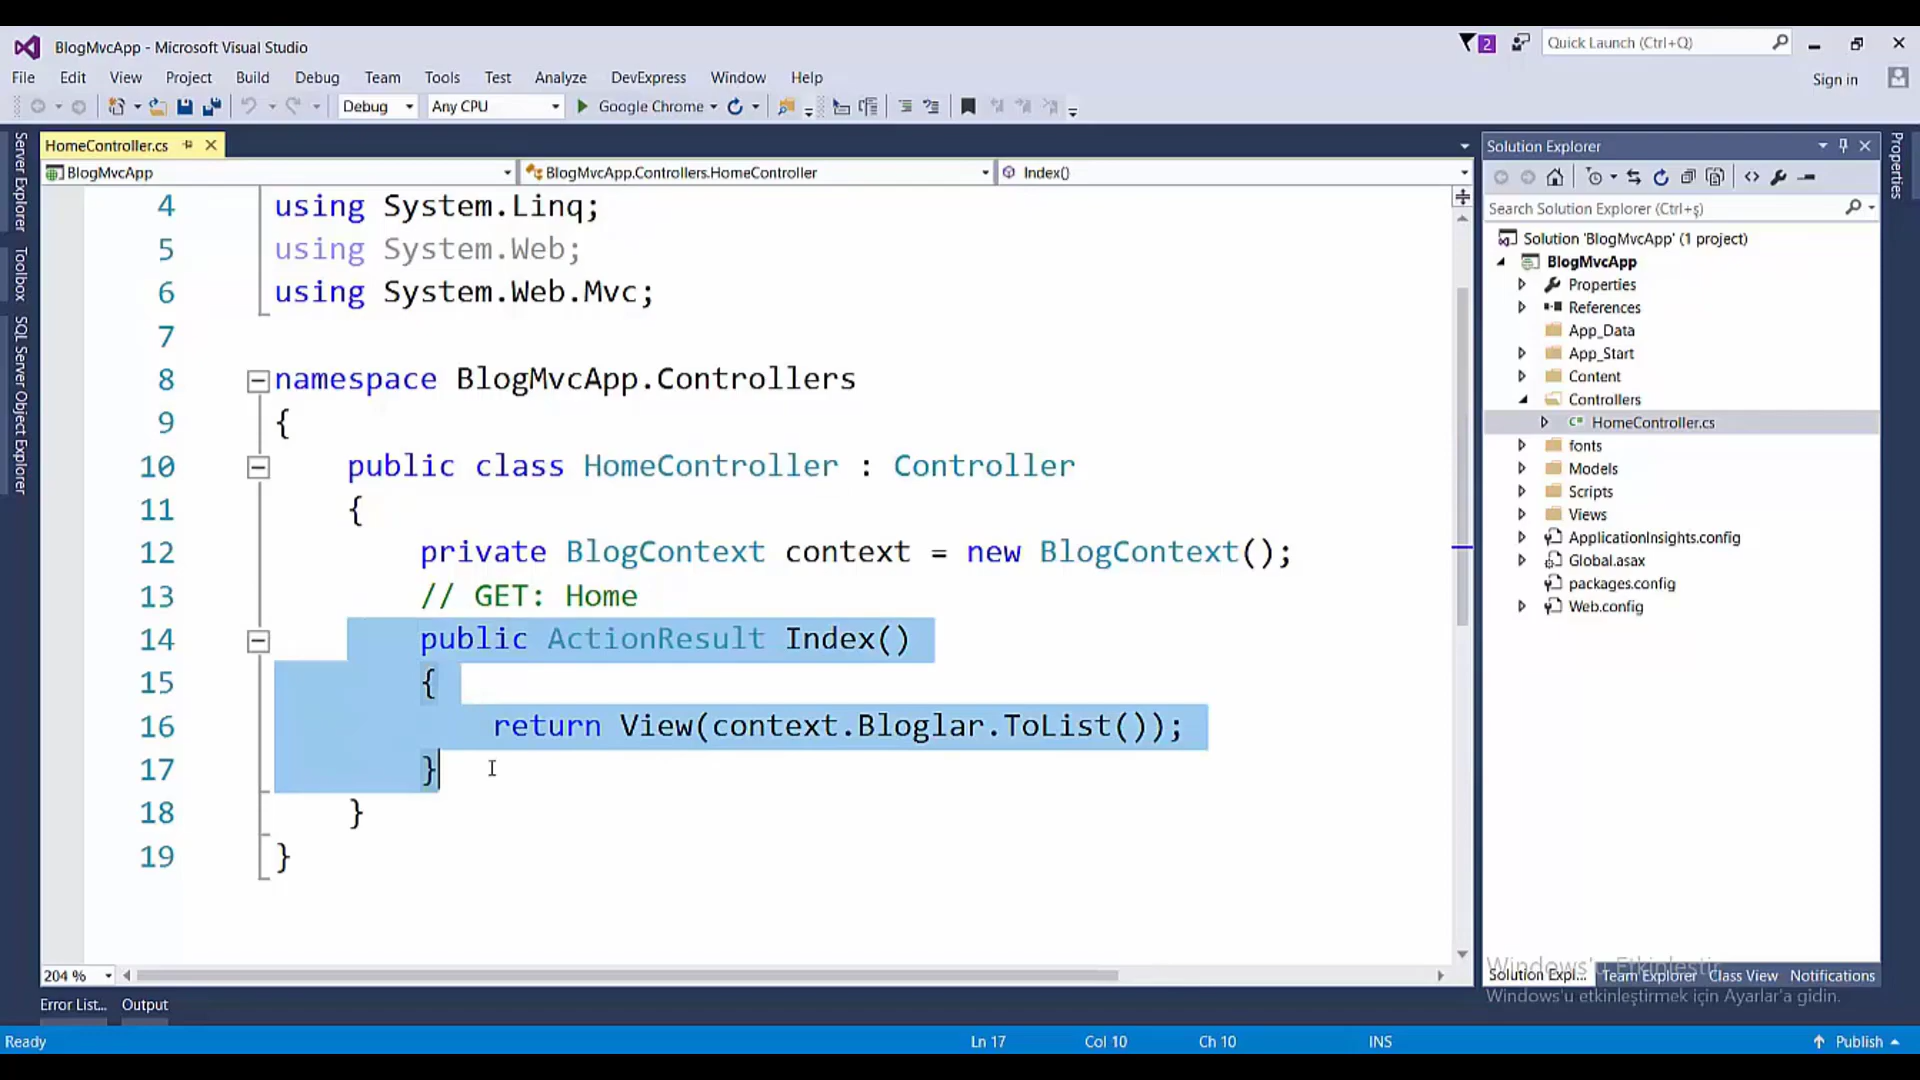 BlogMvcApp - Microsoft Visual Studio
2
Quick Launch (Ctrl+Q)
File Edit View Project Build Debug Team Tools Test Analyze DevExpress Window Help
Sign in
Debug Any CPU Google Chrome
Server Explorer
Toolbox
SQL Server Object Explorer
HomeController.cs
BlogMvcApp BlogMvcApp.Controllers.HomeController Index()
4 using System.Linq;
5 using System.Web;
6 using System.Web.Mvc;
7
8 namespace BlogMvcApp.Controllers
9 {
10 public class HomeController : Controller
11 {
12 private BlogContext context = new BlogContext();
13 // GET: Home
14 public ActionResult Index()
15 {
16 return View(context.Bloglar.ToList());
17 }
18 }
19 }
204 %
Solution Explorer
Search Solution Explorer (Ctrl+ş)
Solution 'BlogMvcApp' (1 project)
BlogMvcApp
Properties
References
App_Data
App_Start
Content
Controllers
HomeController.cs
fonts
Models
Scripts
Views
ApplicationInsights.config
Global.asax
packages.config
Web.config
Properties
Windows'u Etkinleştir
Solution Expl... Team Explorer Class View Notifications
Windows'u etkinleştirmek için Ayarlar'a gidin.
Error List... Output
Ready Ln 17 Col 10 Ch 10 INS Publish